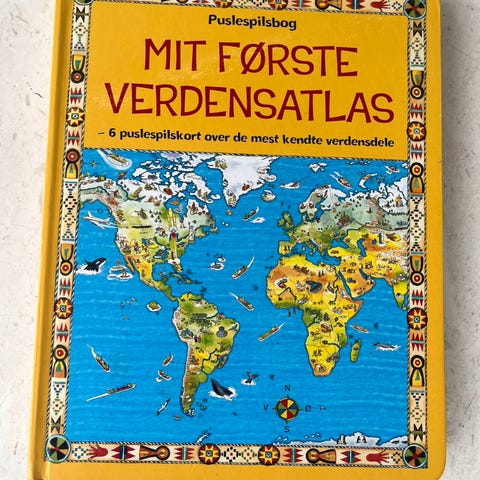 Puslespilsbog
MIT FØRSTE
VERDENSATLAS
– 6 puslespilskort over de mest kendte verdensdele
N
V Ø
S